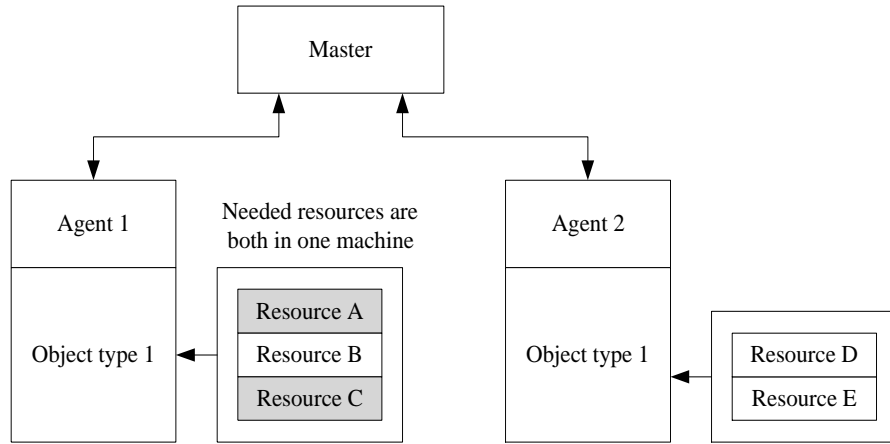 Master
Agent 1
Needed resources are
both in one machine
Agent 2
Resource A
Object type 1
Resource B
Resource C
Object type 1
Resource D
Resource E